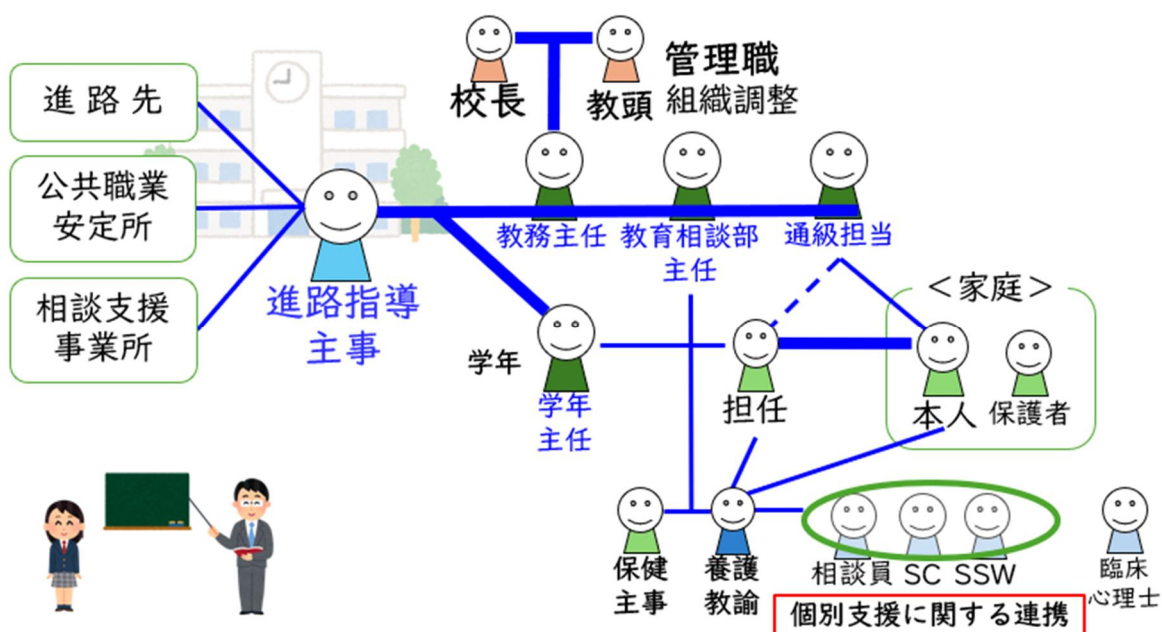 校長
教頭
管理職
組織調整
進路先
公共職業
安定所
相談支援
事業所
進路指導
主事
教務主任
教育相談部
主任
通級担当
＜家庭＞
学年
学年
主任
担任
本人
保護者
保健
主事
養護
教諭
相談員
SC
SSW
臨床
心理士
個別支援に関する連携